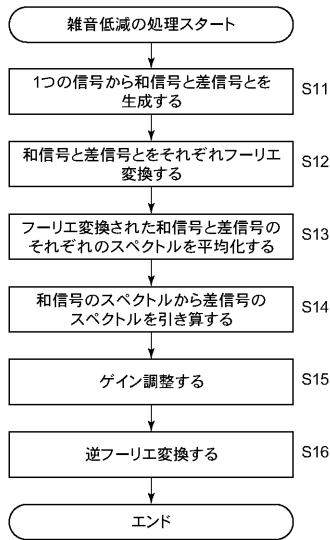 雑音低減の処理スタート
1つの信号から和信号と差信号とを
生成する
S11
和信号と差信号とをそれぞれフーリエ
変換する
S12
フーリエ変換された和信号と差信号の
それぞれのスペクトルを平均化する
S13
和信号のスペクトルから差信号の
スペクトルを引き算する
S14
ゲイン調整する
S15
逆フーリエ変換する
S16
エンド